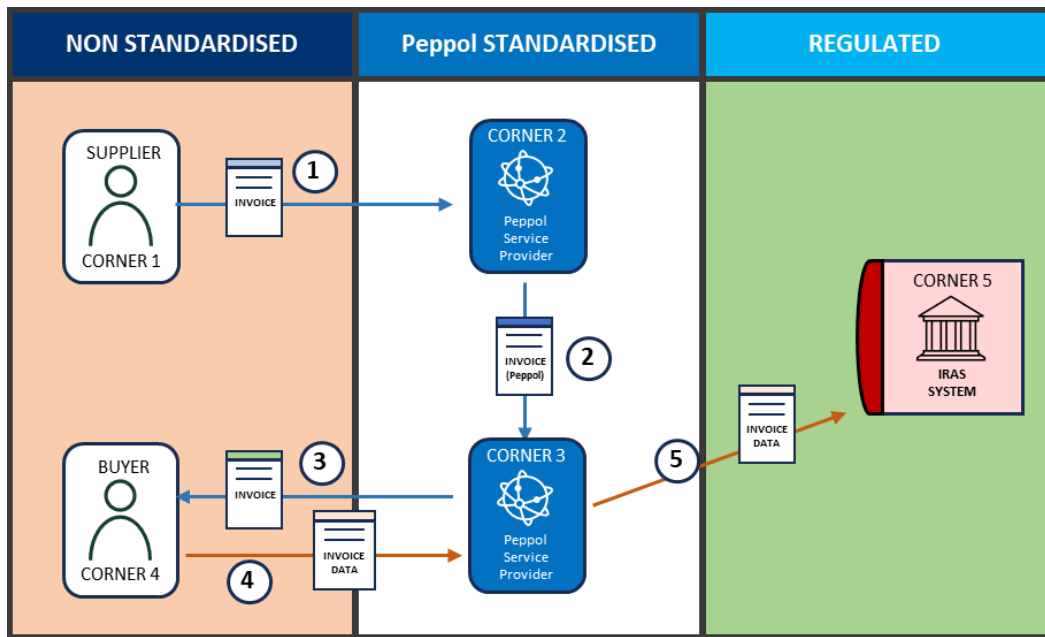 NON STANDARDISED
Peppol STANDARDISED
REGULATED
SUPPLIER
CORNER 1
INVOICE
1
CORNER 2
Peppol
Service
Provider
INVOICE
(Peppol)
2
CORNER 5
IRAS
SYSTEM
INVOICE
DATA
5
BUYER
CORNER 4
INVOICE
3
INVOICE
DATA
4
CORNER 3
Peppol
Service
Provider